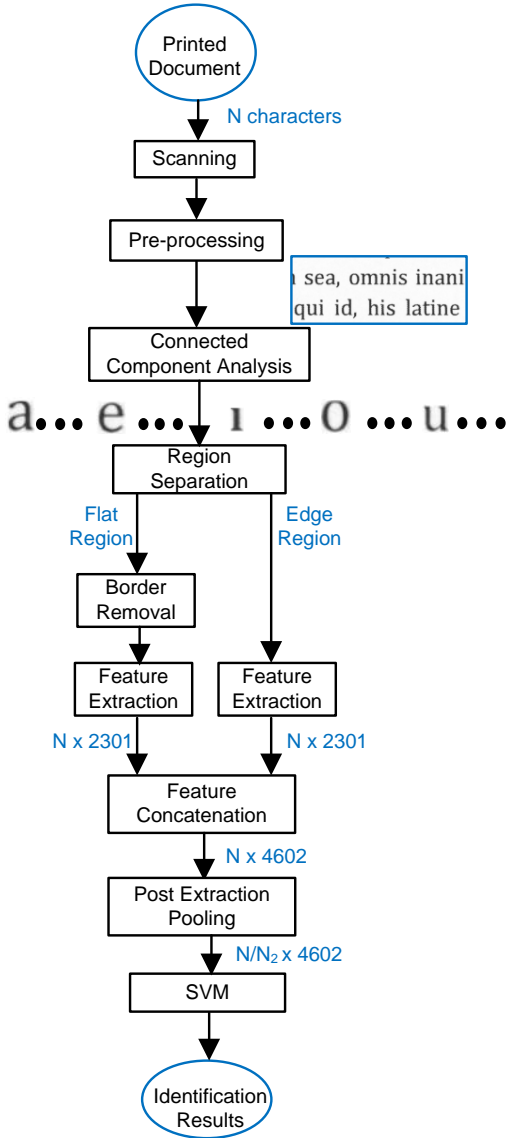 Printed
Document
N characters
Scanning
Pre-processing
sea, omnis inani
qui id, his latine
Connected
Component Analysis
a... e ... ı ... o ... u....
Region
Separation
Flat
Region
Edge
Region
Border
Removal
Feature
Extraction
Feature
Extraction
N x 2301
N x 2301
Feature
Concatenation
N x 4602
Post Extraction
Pooling
N/N₂ x 4602
SVM
Identification
Results